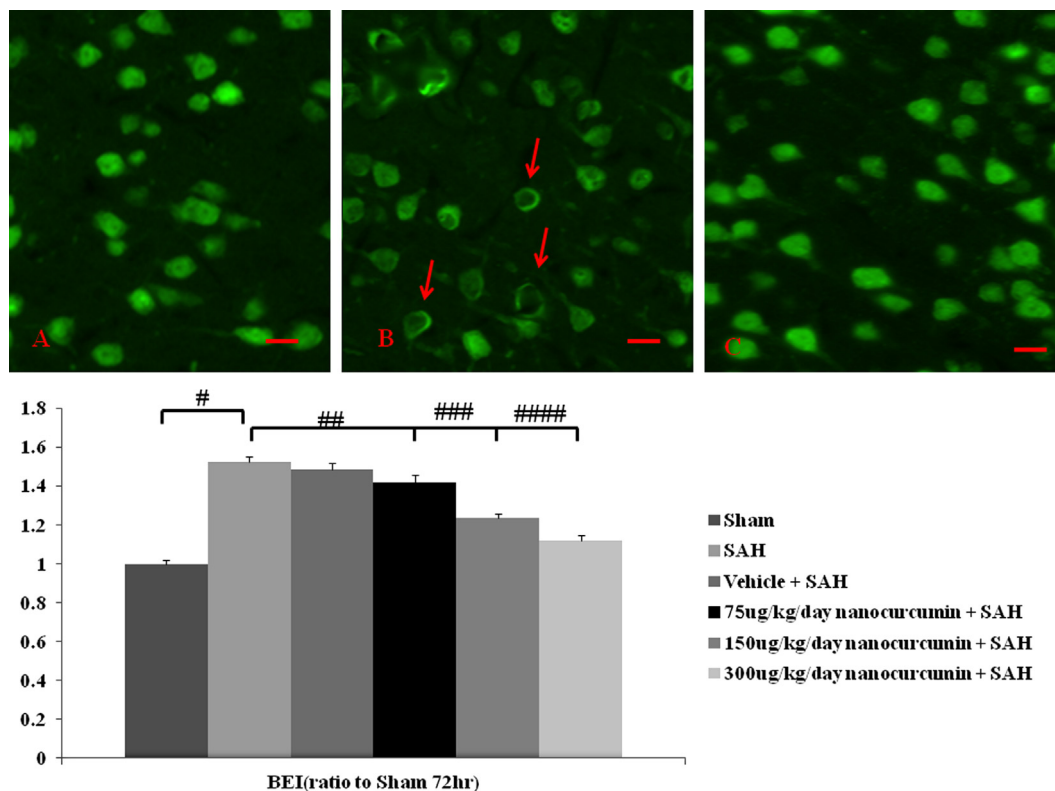 A
B
C
#
##
###
####
1.8
1.6
1.4
1.2
1
0.8
0.6
0.4
0.2
0
BEI(ratio to Sham 72hr)
Sham
SAH
Vehicle + SAH
75ug/kg/day nanocurcumin + SAH
150ug/kg/day nanocurcumin + SAH
300ug/kg/day nanocurcumin + SAH